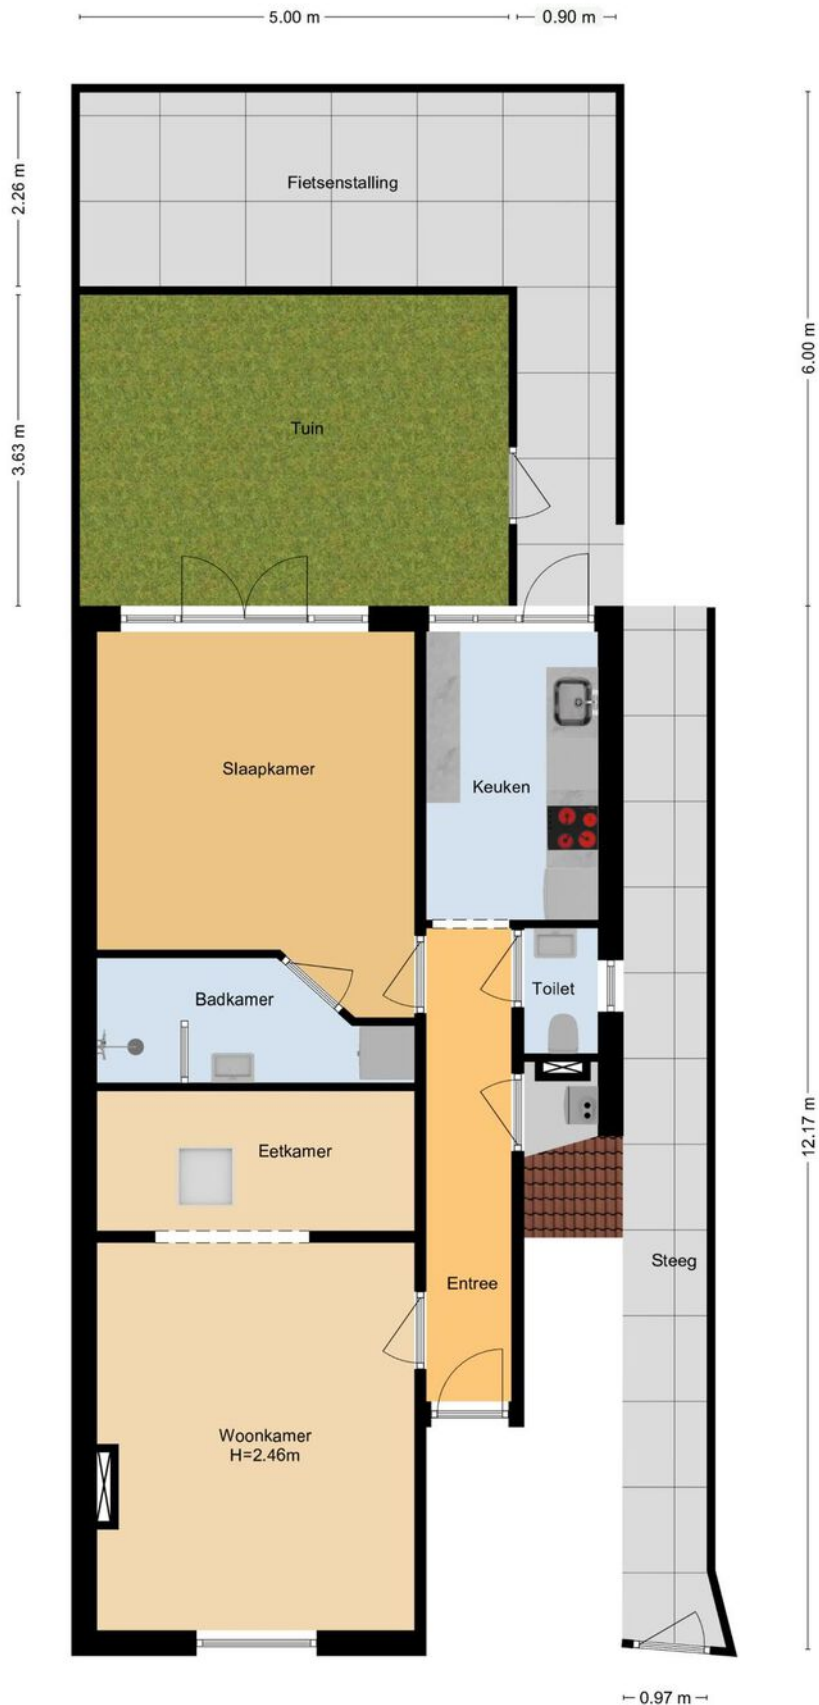 5.00 m
0.90 m
2.26 m
Fietsenstalling
6.00 m
3.63 m
Tuin
Slaapkamer
Keuken
Toilet
Badkamer
12.17 m
Eetkamer
Steeg
Entree
Woonkamer
H=2.46m
0.97 m